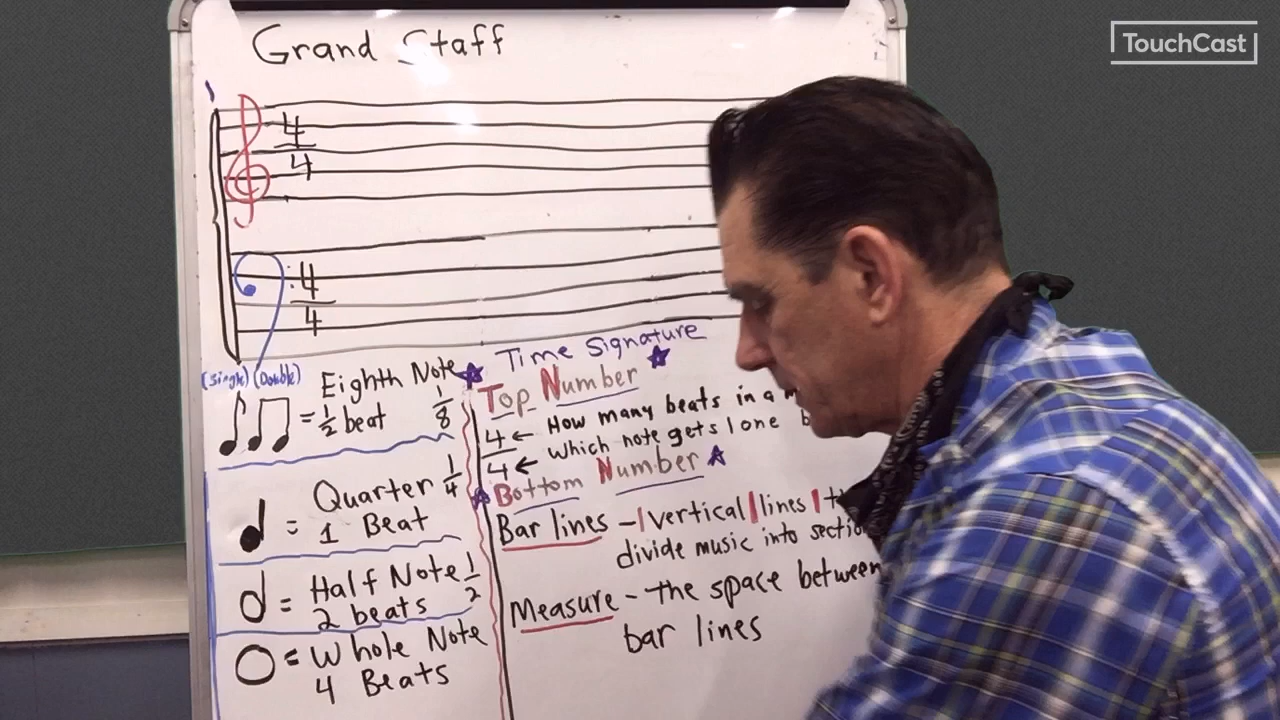 TouchCast
Grand Staff
4
4
4
4
(Single) (Double)
Eighth Note
= 1/2 beat
1/8
Quarter 1/4
= 1 Beat
Half Note 1/2
= 2 beats
= Whole Note
4 Beats
Time Signature
Top Number
4 ← How many beats in a
4 ← which note gets 1 one
Bottom Number
Bar lines - vertical lines
divide music into
Measure - the space between
bar lines